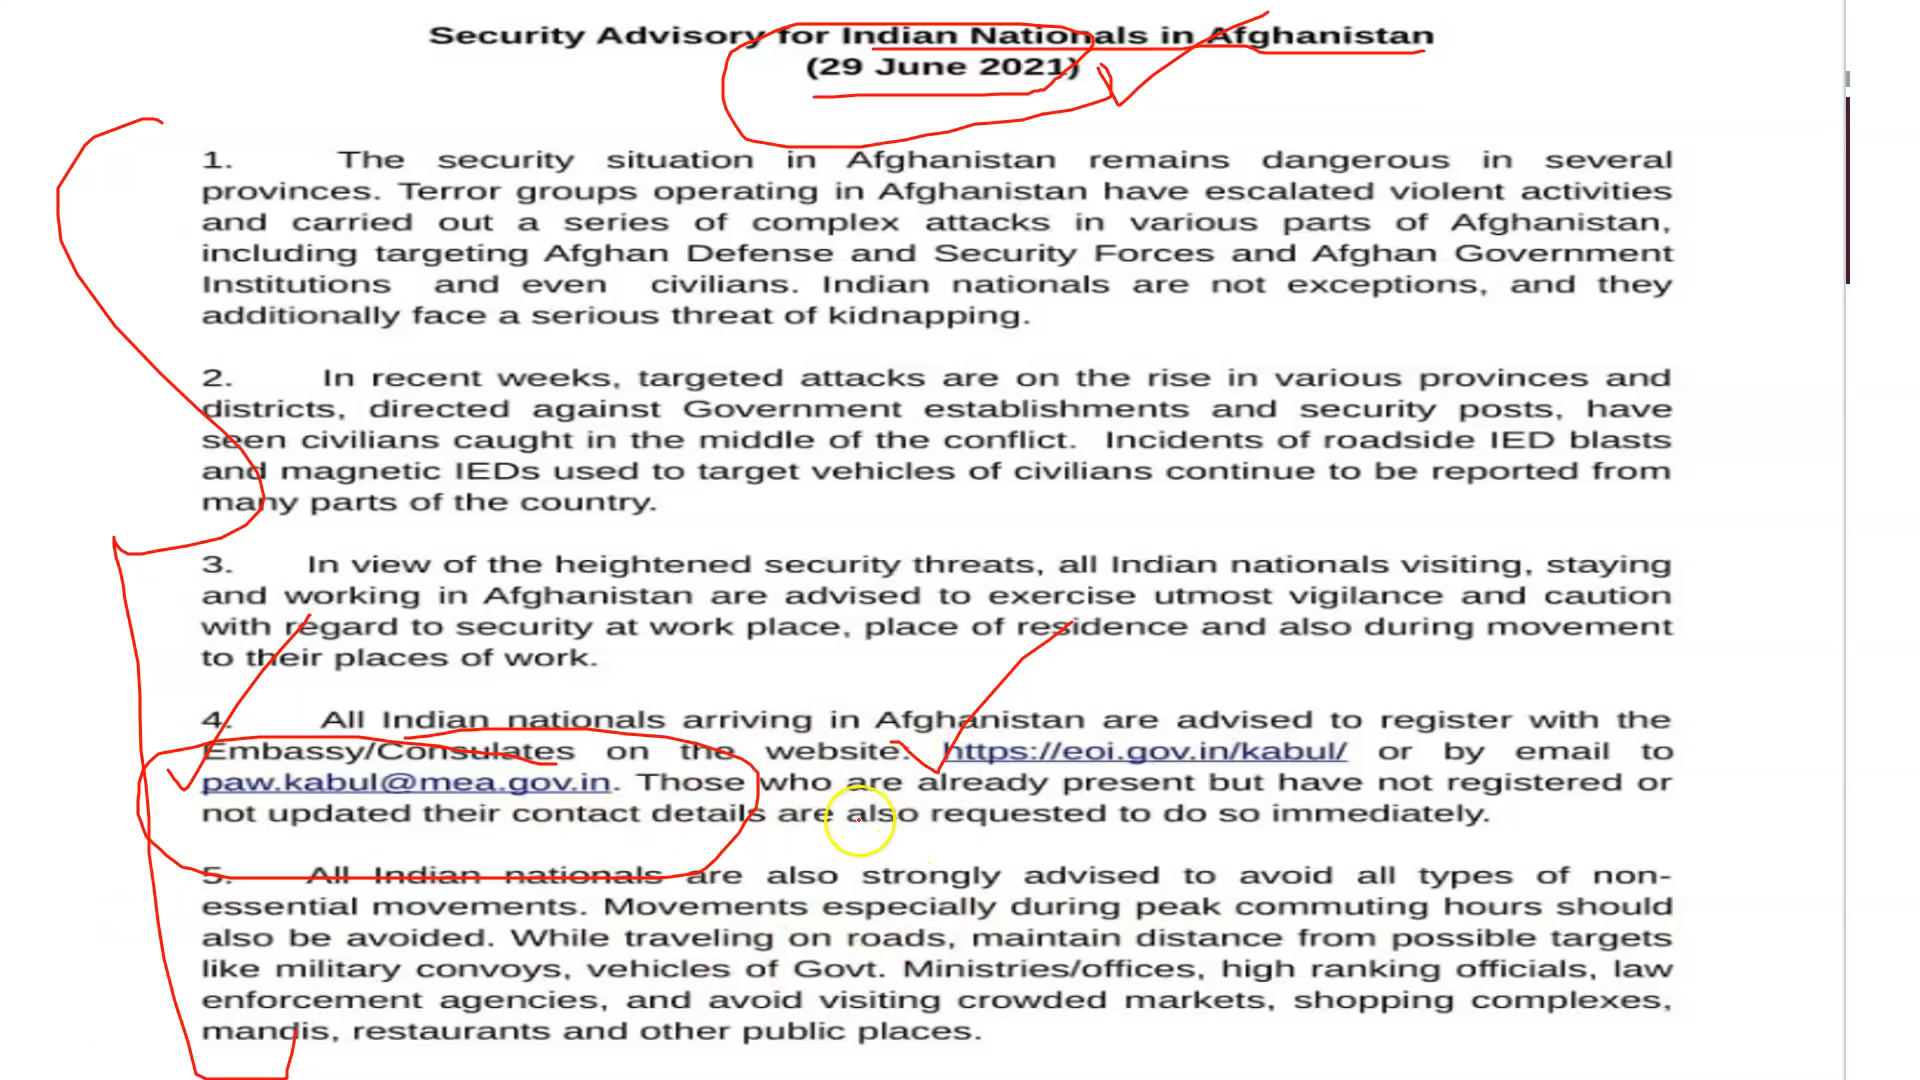 Security Advisory for Indian Nationals in Afghanistan
(29 June 2021)
1. The security situation in Afghanistan remains dangerous in several
provinces. Terror groups operating in Afghanistan have escalated violent activities
and carried out a series of complex attacks in various parts of Afghanistan,
including targeting Afghan Defense and Security Forces and Afghan Government
Institutions and even civilians. Indian nationals are not exceptions, and they
additionally face a serious threat of kidnapping.
2. In recent weeks, targeted attacks are on the rise in various provinces and
districts, directed against Government establishments and security posts, have
seen civilians caught in the middle of the conflict. Incidents of roadside IED blasts
and magnetic IEDs used to target vehicles of civilians continue to be reported from
many parts of the country.
3. In view of the heightened security threats, all Indian nationals visiting, staying
and working in Afghanistan are advised to exercise utmost vigilance and caution
with regard to security at work place, place of residence and also during movement
to their places of work.
4. All Indian nationals arriving in Afghanistan are advised to register with the
Embassy/Consulates on the website. https://eoi.gov.in/kabul/ or by email to
paw.kabul@mea.gov.in. Those who are already present but have not registered or
not updated their contact details are also requested to do so immediately.
5. All Indian nationals are also strongly advised to avoid all types of non-
essential movements. Movements especially during peak commuting hours should
also be avoided. While traveling on roads, maintain distance from possible targets
like military convoys, vehicles of Govt. Ministries/offices, high ranking officials, law
enforcement agencies, and avoid visiting crowded markets, shopping complexes,
mandis, restaurants and other public places.